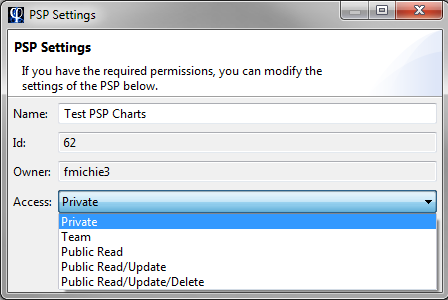 PSP Settings
PSP Settings
If you have the required permissions, you can modify the
settings of the PSP below.
Name: Test PSP Charts
Id: 62
Owner: fmichie3
Access: Private
Private
Team
Public Read
Public Read/Update
Public Read/Update/Delete